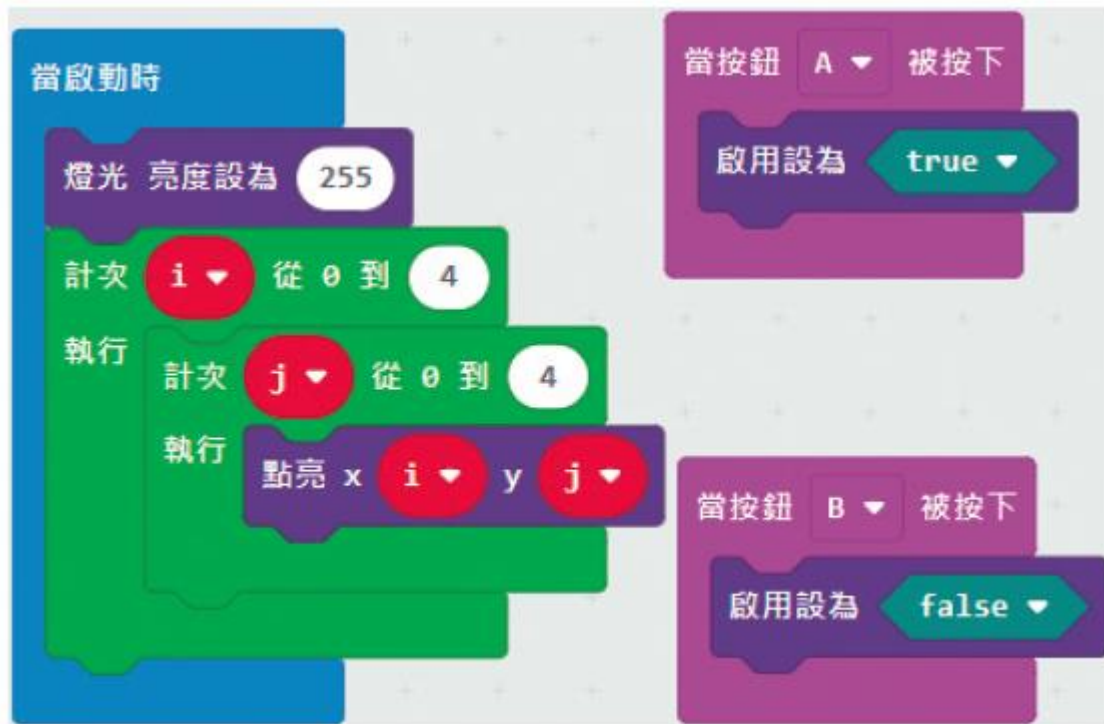 當啟動時
燈光 亮度設為 255
計次 i 從 0 到 4
執行
計次 j 從 0 到 4
執行
點亮 x i y j
當按鈕 A 被按下
啟用設為 true
當按鈕 B 被按下
啟用設為 false